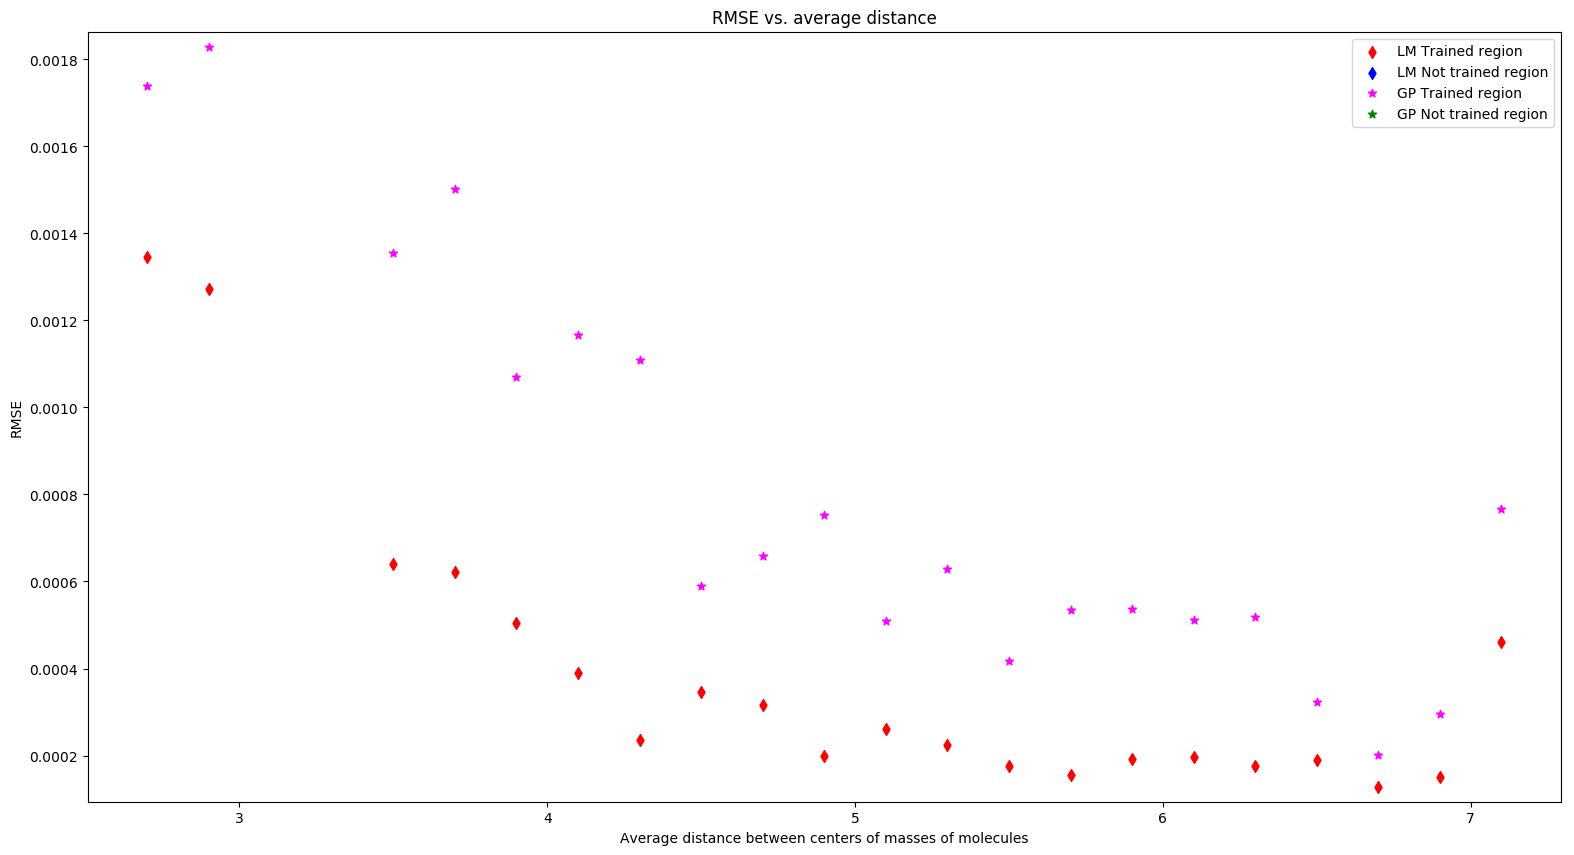 RMSE vs. average distance
LM Trained region
LM Not trained region
GP Trained region
GP Not trained region
0.0018
0.0016
0.0014
0.0012
0.0010
0.0008
0.0006
0.0004
0.0002
RMSE
3 4 5 6 7
Average distance between centers of masses of molecules